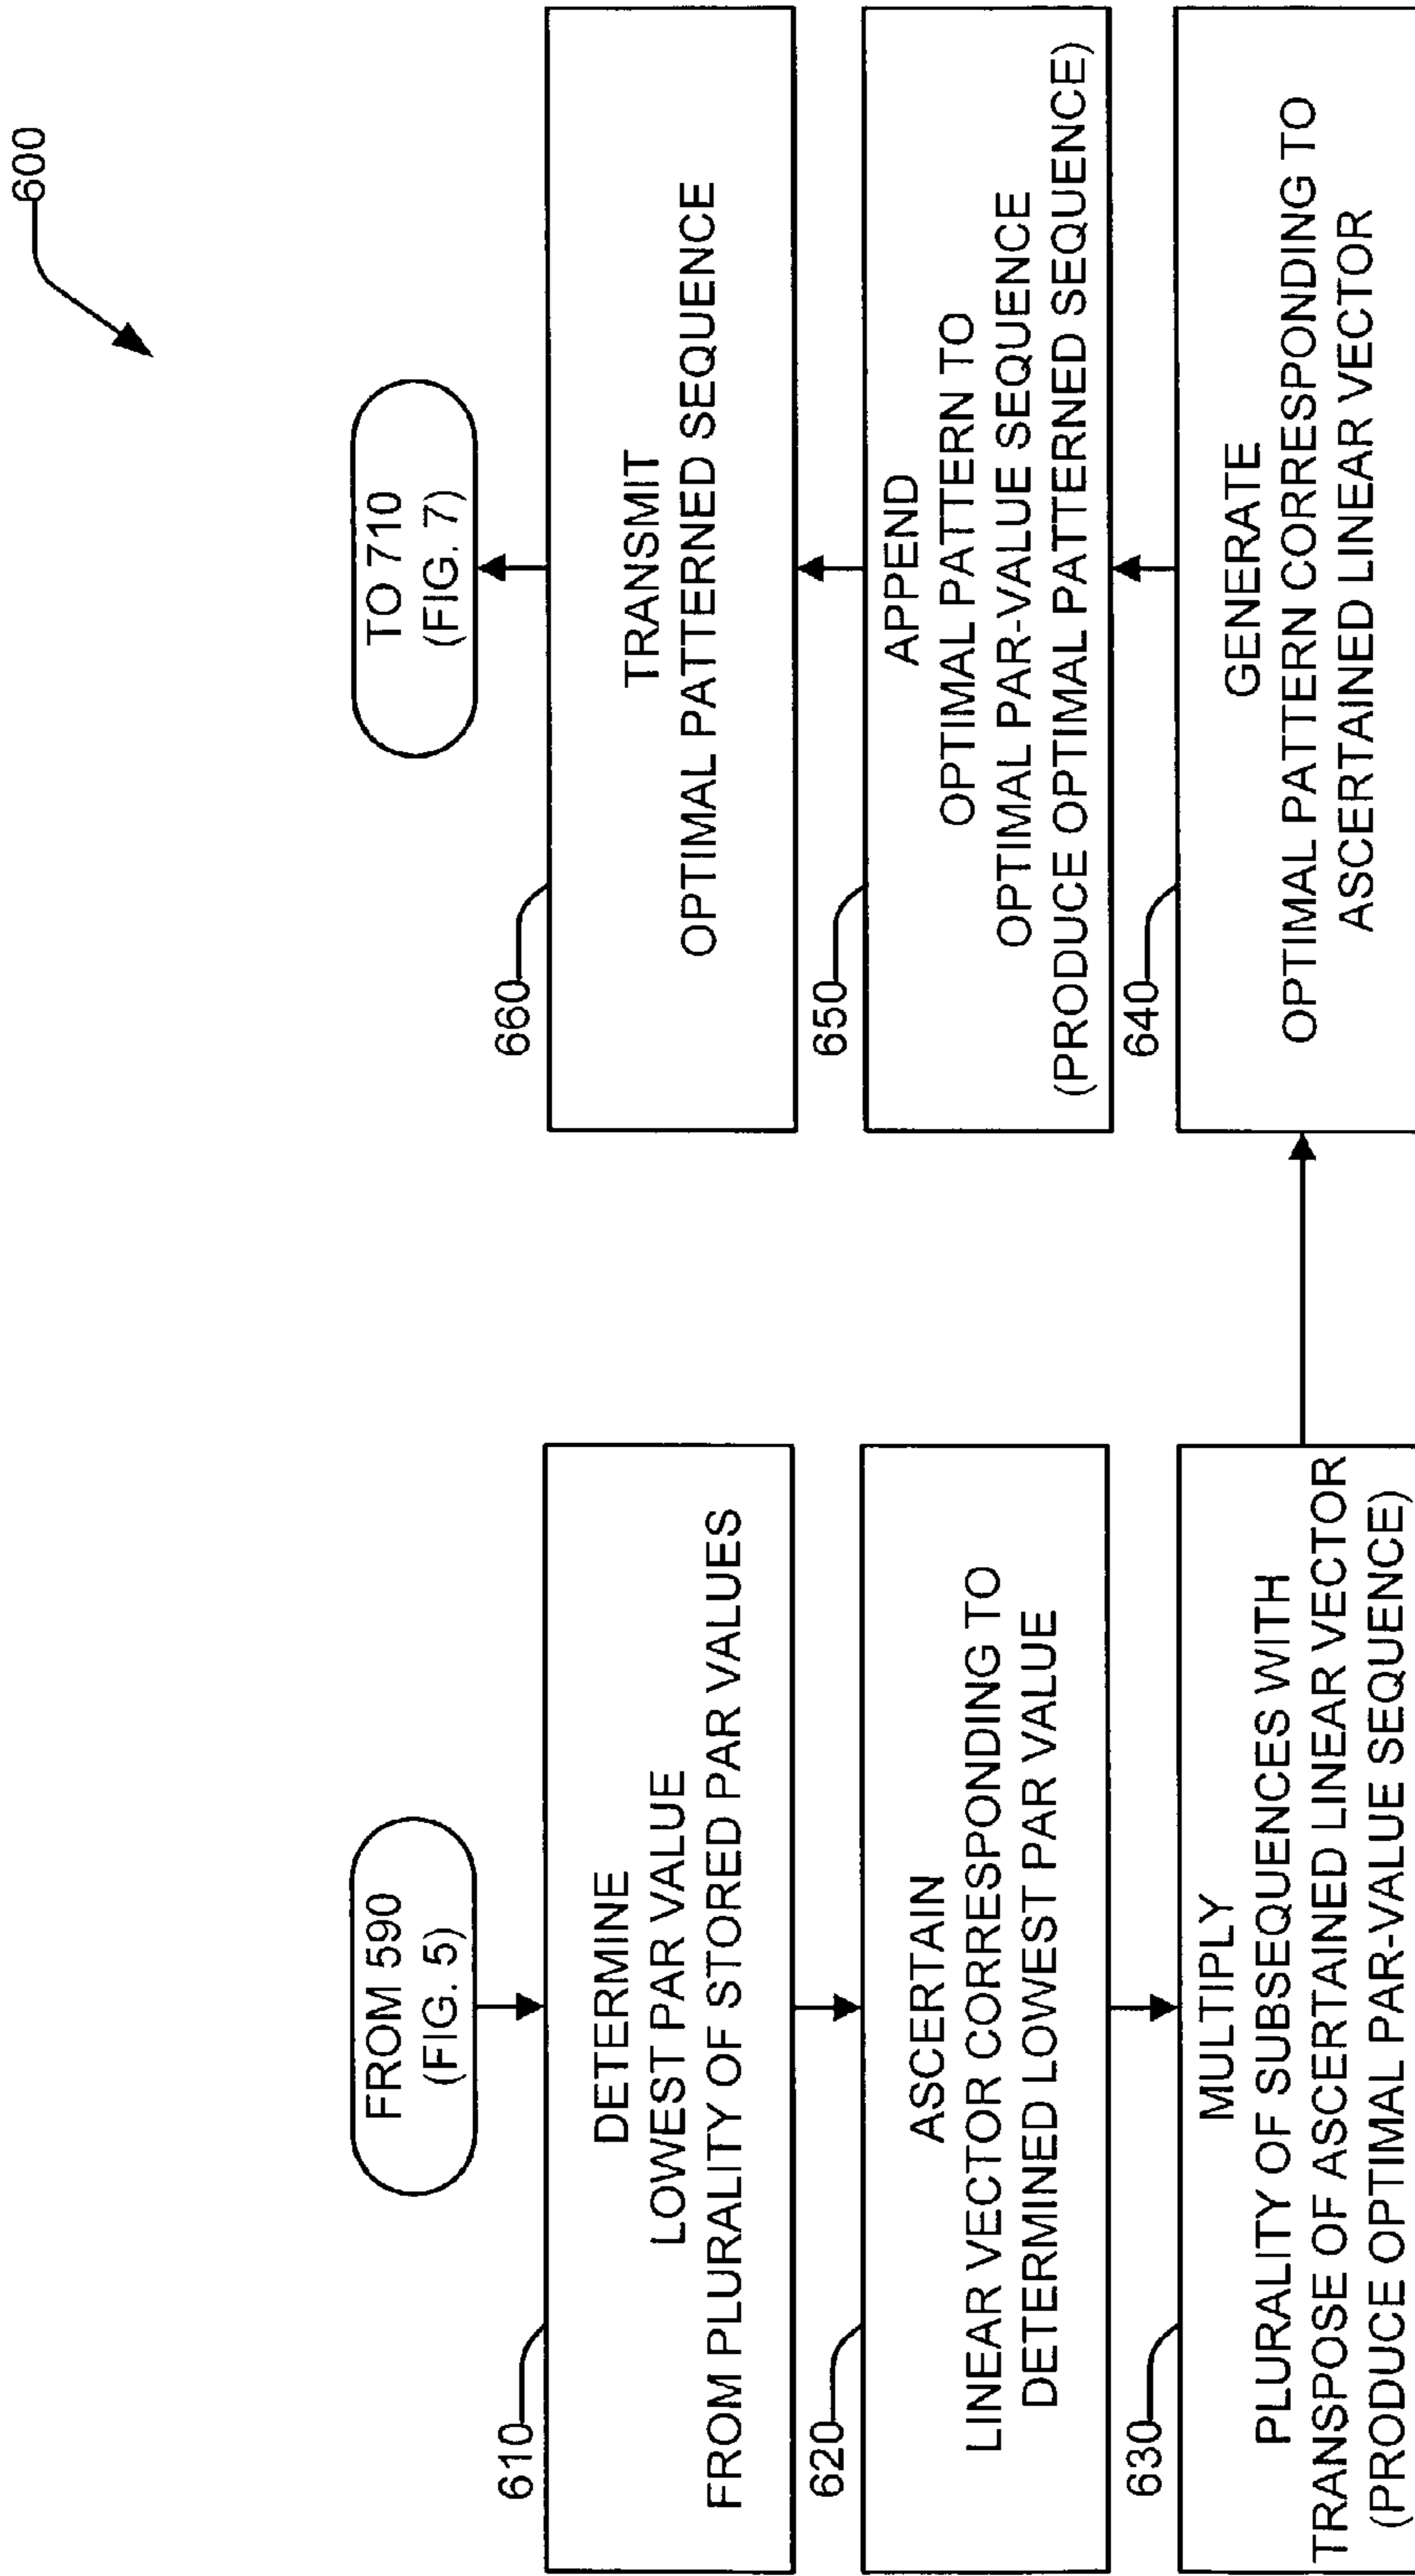 600
FROM 590
(FIG. 5)
610
DETERMINE
LOWEST PAR VALUE
FROM PLURALITY OF STORED PAR VALUES
620
ASCERTAIN
LINEAR VECTOR CORRESPONDING TO
DETERMINED LOWEST PAR VALUE
630
MULTIPLY
PLURALITY OF SUBSEQUENCES WITH
TRANSPOSE OF ASCERTAINED LINEAR VECTOR
(PRODUCE OPTIMAL PAR-VALUE SEQUENCE)
640
GENERATE
OPTIMAL PATTERN CORRESPONDING TO
ASCERTAINED LINEAR VECTOR
650
APPEND
OPTIMAL PATTERN TO
OPTIMAL PAR-VALUE SEQUENCE
(PRODUCE OPTIMAL PATTERNED SEQUENCE)
660
TRANSMIT
OPTIMAL PATTERNED SEQUENCE
TO 710
(FIG. 7)